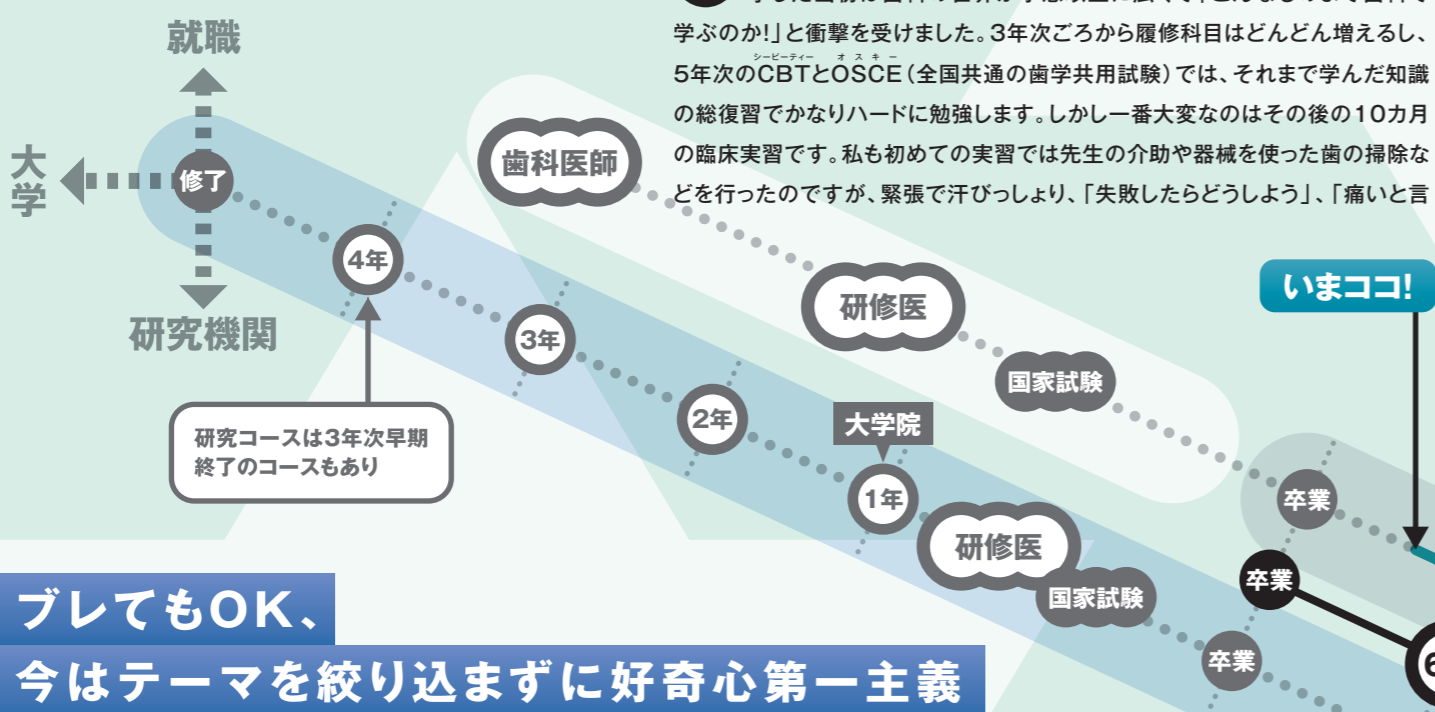 学ぶのか!」と衝撃を受けました。3年次ごろから履修科目はどんどん増えるし、
シービーティー オスキー
5年次のCBTとOSCE(全国共通の歯学共用試験)では、それまで学んだ知識
の総復習でかなりハードに勉強します。しかし一番大変なのはその後の10カ月
の臨床実習です。私も初めての実習では先生の介助や器械を使った歯の掃除な
どを行ったのですが、緊張で汗びっしょり、「失敗したらどうしよう」、「痛いと言
就職
大学
修了
研究機関
4年
3年
2年
1年
大学院
研究コースは3年次早期
終了のコースもあり
歯科医師
研修医
国家試験
卒業
いまココ!
研修医
国家試験
卒業
卒業
6
ブレてもOK、
今はテーマを絞り込まずに好奇心第一主義